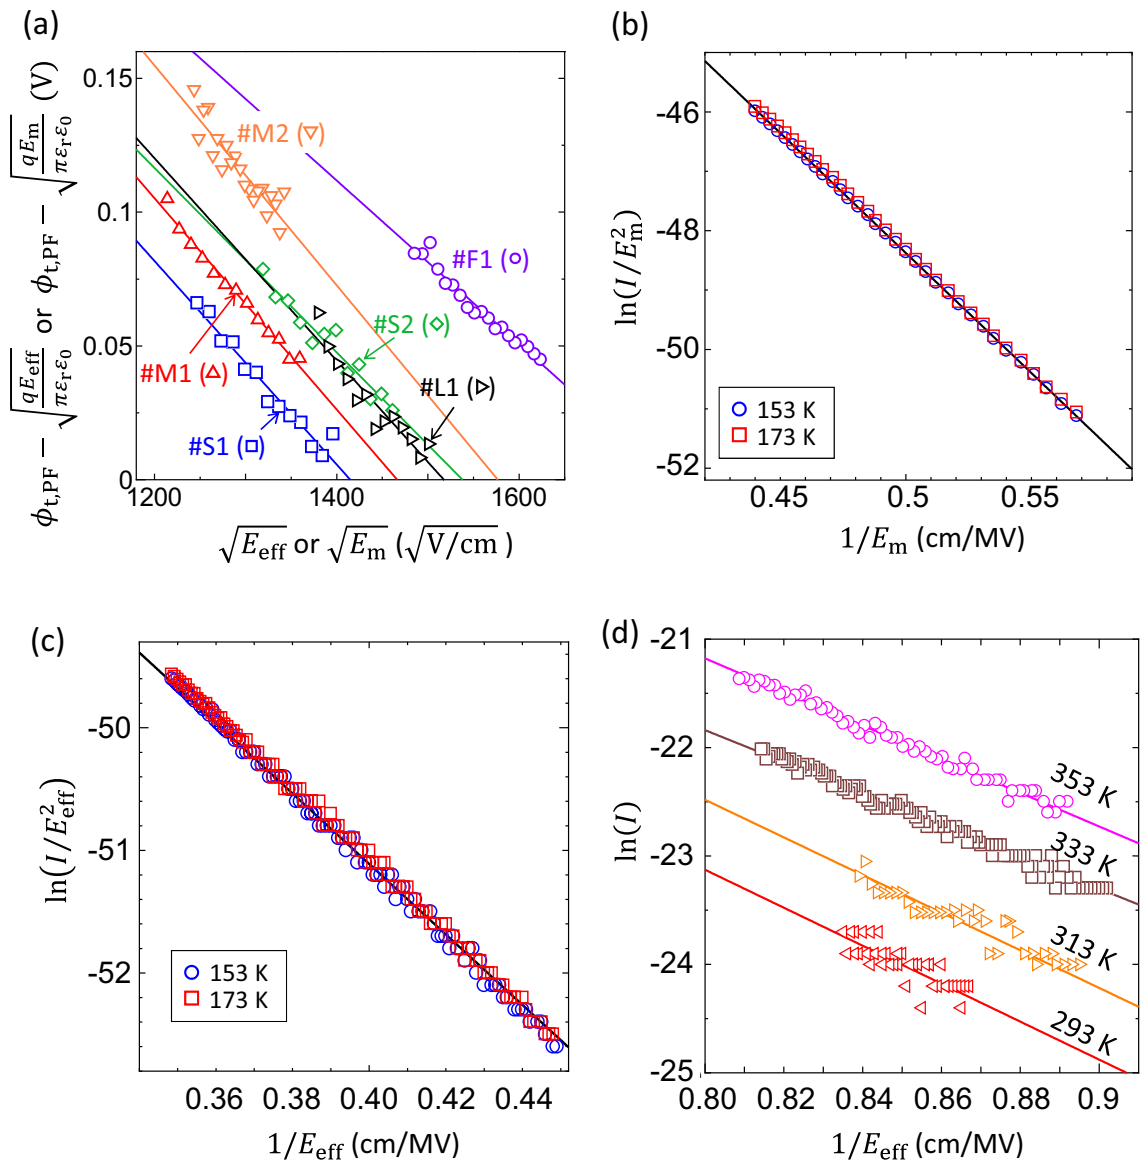 (a)
ϕt,PF − √(qEeff/πεrε0) or ϕt,PF − √(qEm/πεrε0) (V)
0.15
0.1
0.05
0
1200 1400 1600
#M2 (▽)
#F1 (○)
#S2 (◇)
#M1 (△)
#L1 (▷)
#S1 (□)
√Eeff or √Em (√V/cm)
(b)
ln(I/Em²)
-46
-48
-50
-52
153 K
173 K
0.45 0.5 0.55
1/Em (cm/MV)
(c)
ln(I/Eeff²)
-50
-51
-52
153 K
173 K
0.36 0.38 0.40 0.42 0.44
1/Eeff (cm/MV)
(d)
ln(I)
-21
-22
-23
-24
-25
353 K
333 K
313 K
293 K
0.80 0.82 0.84 0.86 0.88 0.9
1/Eeff (cm/MV)